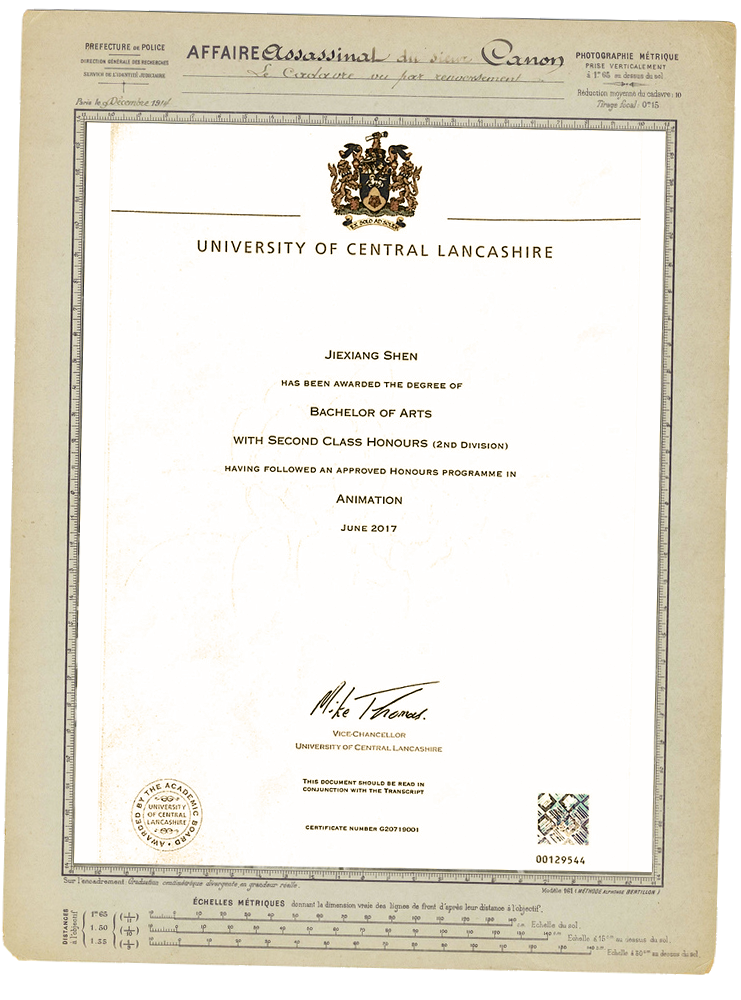 PREFECTURE DE POLICE
DIRECTION GÉNÉRALE DES RECHERCHES
SERVICE DE L'IDENTITÉ JUDICIAIRE
Paris le 9 Décembre 1914
AFFAIRE Assassinat du sieur Canon
Le Cadavre vu par renversement
PHOTOGRAPHIE MÉTRIQUE
PRISE VERTICALEMENT
à 1m 65 au dessus du sol
Réduction moyenne du cadavre: 10
Tirage focal: 0m15
EX SOLO AD SOLEM
UNIVERSITY OF CENTRAL LANCASHIRE
JIEXIANG SHEN
HAS BEEN AWARDED THE DEGREE OF
BACHELOR OF ARTS
WITH SECOND CLASS HONOURS (2ND DIVISION)
HAVING FOLLOWED AN APPROVED HONOURS PROGRAMME IN
ANIMATION
JUNE 2017
Mike Thomas.
VICE-CHANCELLOR
UNIVERSITY OF CENTRAL LANCASHIRE
THIS DOCUMENT SHOULD BE READ IN
CONJUNCTION WITH THE TRANSCRIPT
CERTIFICATE NUMBER G20719001
AWARDED BY THE ACADEMIC BOARD
UNIVERSITY
OF CENTRAL
LANCASHIRE
00129544
Sur l'encadrement Graduation centimétrique divergente, en grandeur réelle.
Modèle 1361 (MÉTHODE ALPHONSE BERTILLON)
ÉCHELLES MÉTRIQUES donnant la dimension vraie des lignes de front d'après leur distance à l'objectif.
DISTANCES à l'objectif
1m 65 (1/11) Echelle du sol.
1. 50 (1/10) Echelle à 15cm au dessus du sol.
1. 35 (1/9) Echelle à 30cm au dessus du sol.